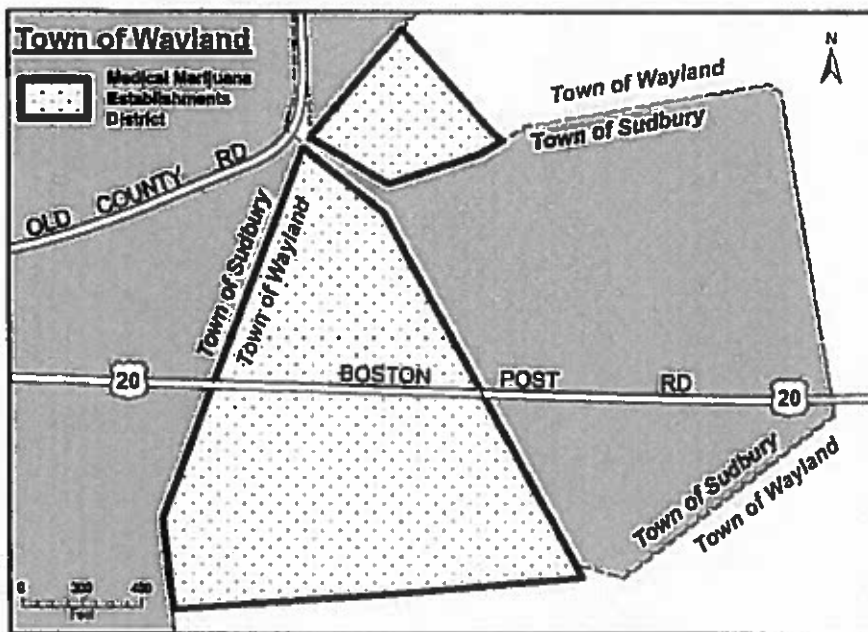 Town of Wayland
Medical Marijuana
Establishments
District
N
Town of Wayland
Town of Sudbury
OLD COUNTY RD
Town of Sudbury
Town of Wayland
20
BOSTON POST RD
20
Town of Sudbury
Town of Wayland
0
Feet